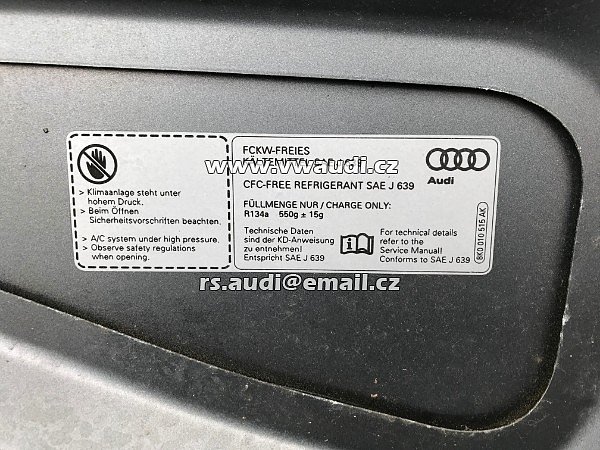 > Klimaanlage steht unter
hohem Druck.
> Beim Öffnen
Sicherheitsvorschriften beachten.
> A/C system under high pressure.
> Observe safety regulations
when opening.
FCKW-FREIES
www.vwaudi.cz
CFC-FREE REFRIGERANT SAE J 639
FÜLLMENGE NUR / CHARGE ONLY:
R134a 550g ± 15g
Technische Daten
sind der KD-Anweisung
zu entnehmen!
Entspricht SAE J 639
i
For technical details
refer to the
Service Manual!
Conforms to SAE J 639
Audi
8K0 010 515 AK
rs.audi@email.cz